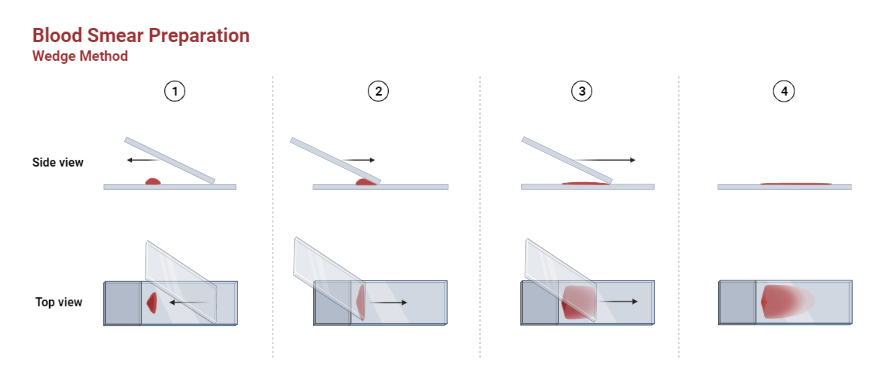 Blood Smear Preparation
Wedge Method
1
2
3
4
Side view
Top view